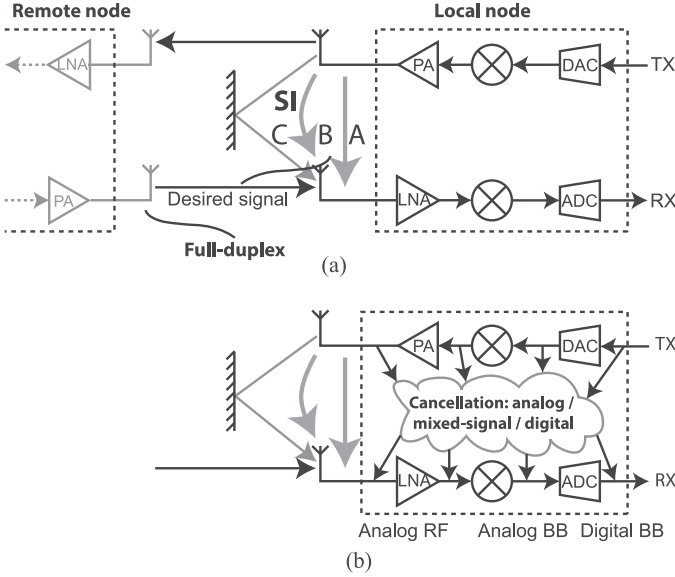 Remote node
Local node
LNA
PA
DAC
TX
SI
C
B
A
PA
Desired signal
LNA
ADC
RX
Full-duplex
(a)
PA
DAC
TX
Cancellation: analog /
mixed-signal / digital
LNA
ADC
RX
Analog RF
Analog BB
Digital BB
(b)